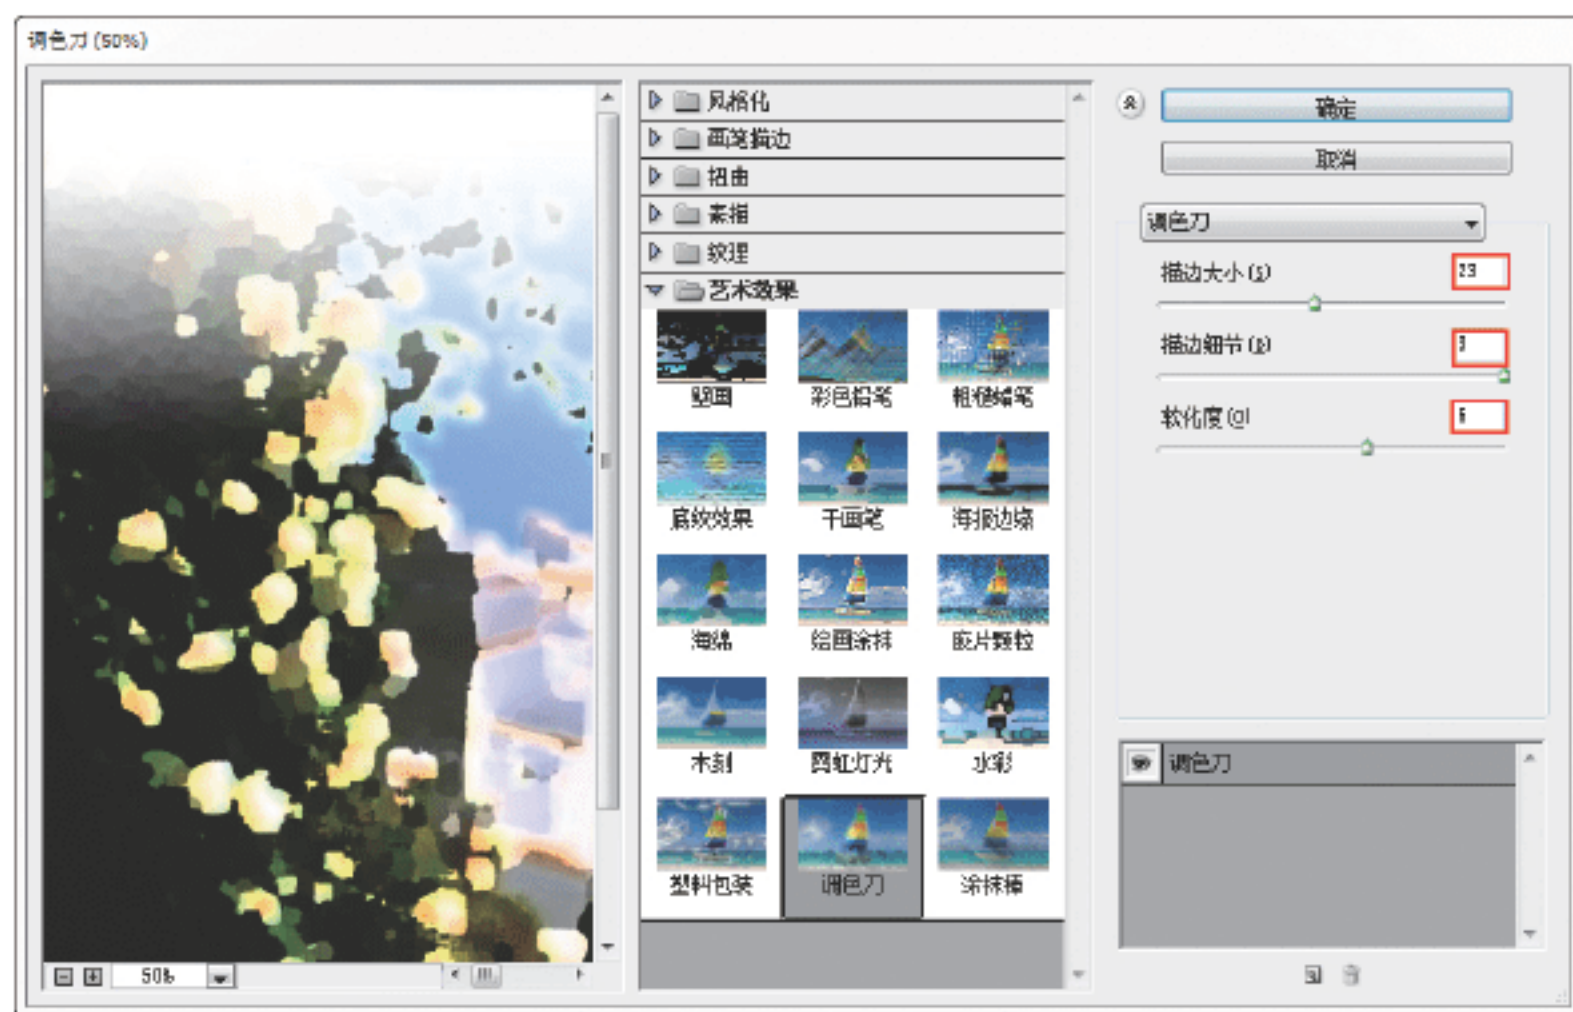 调色刀 (50%)
风格化
画笔描边
扭曲
素描
纹理
艺术效果
壁画
彩色铅笔
粗糙蜡笔
底纹效果
干画笔
海报边缘
海绵
绘画涂抹
胶片颗粒
木刻
霓虹灯光
水彩
塑料包装
调色刀
涂抹棒
50%
确定
取消
调色刀
描边大小(S)
23
描边细节(D)
3
软化度(O)
6
调色刀